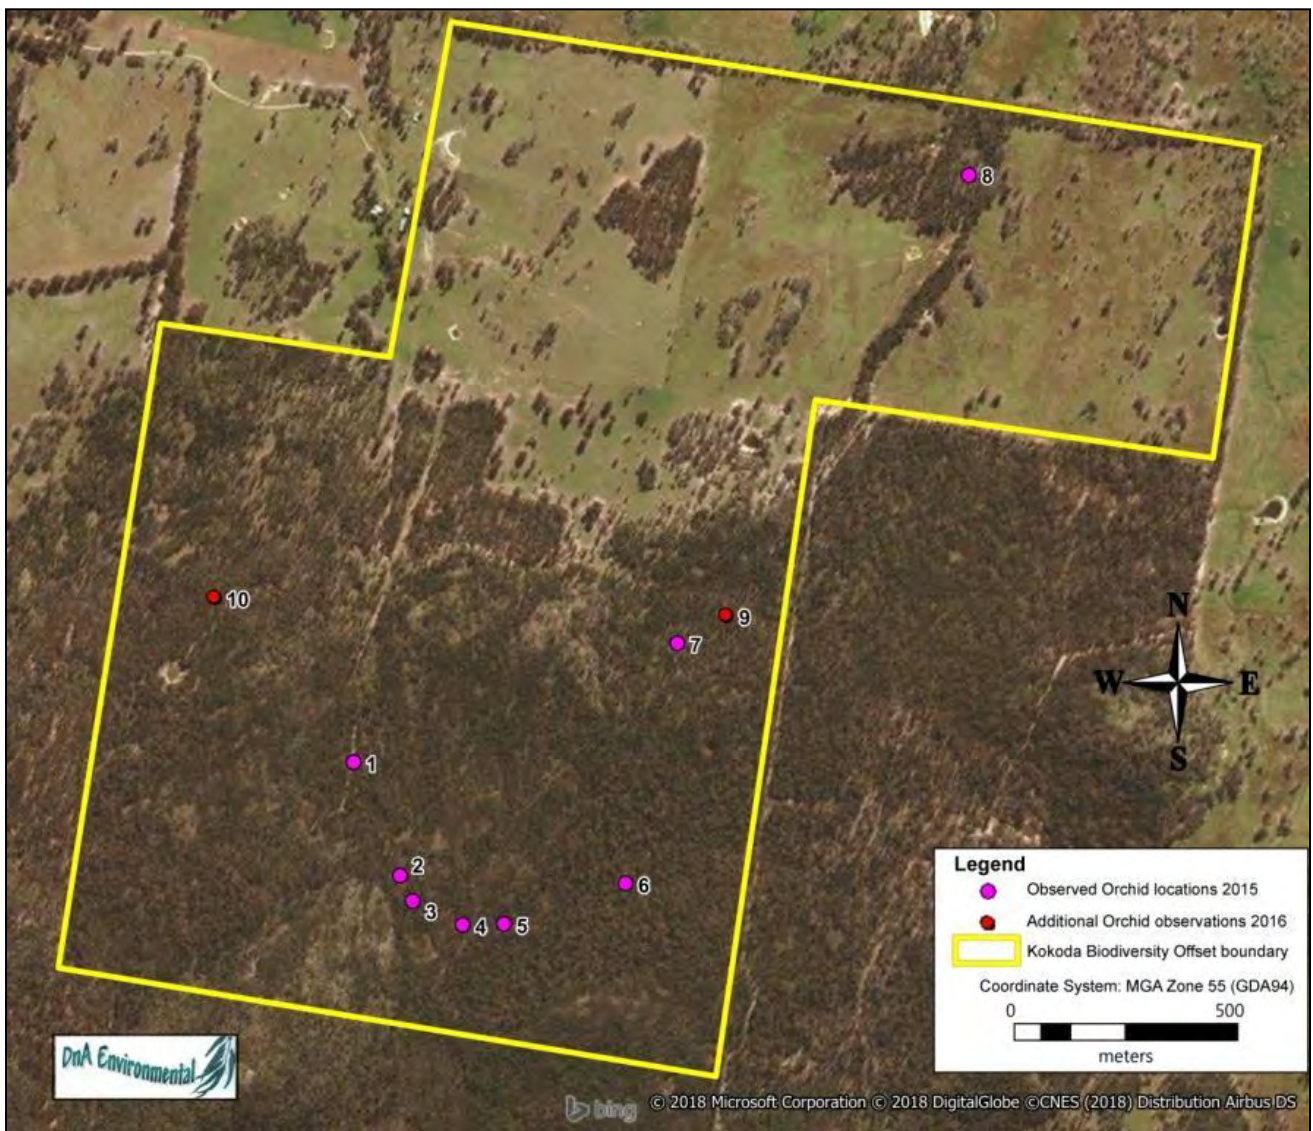 8
10
9
7
N
W E
S
1
2
3
6
4
5
Legend
Observed Orchid locations 2015
Additional Orchid observations 2016
Kokoda Biodiversity Offset boundary
Coordinate System: MGA Zone 55 (GDA94)
0 500
meters
DnA Environmental
bing © 2018 Microsoft Corporation © 2018 DigitalGlobe ©CNES (2018) Distribution Airbus DS